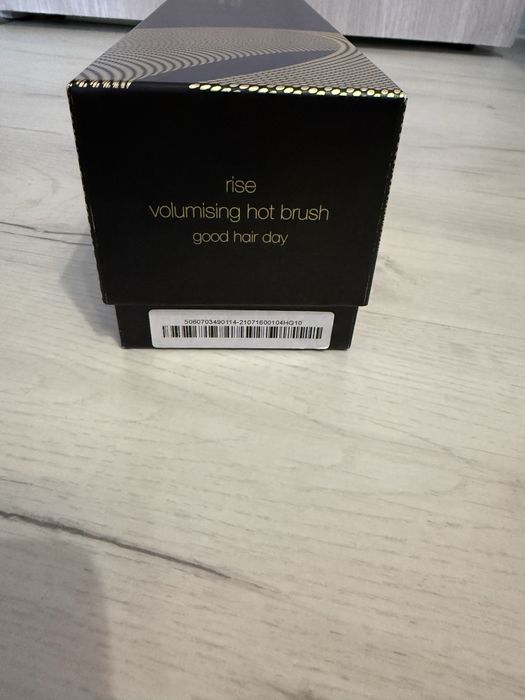 rise
volumising hot brush
good hair day
5060703490114-21071600104HG10